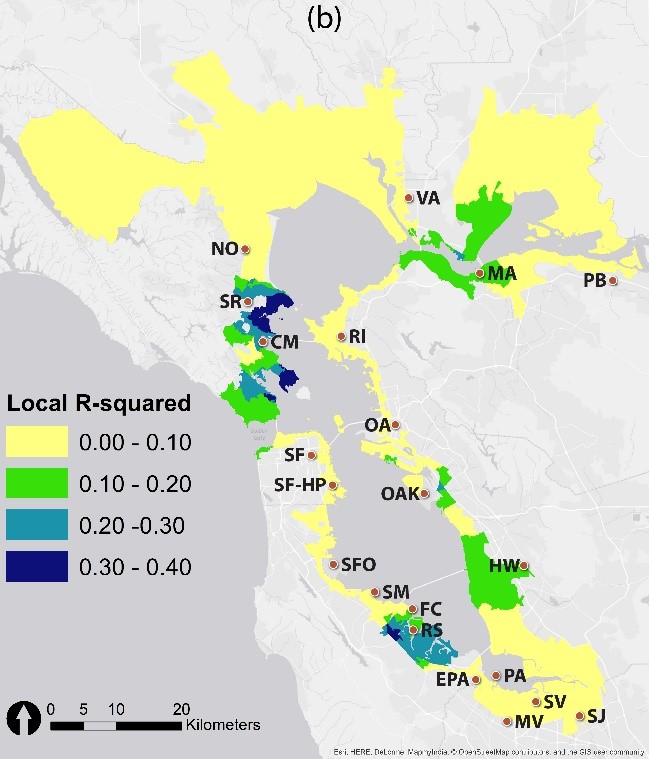 (b)
VA
NO
MA
PB
SR
CM
RI
Local R-squared
0.00 - 0.10
0.10 - 0.20
0.20 -0.30
0.30 - 0.40
OA
SF
SF-HP
OAK
SFO
HW
SM
FC
RS
EPA
PA
SV
MV
SJ
0 5 10 20
Kilometers
Esri, HERE, DeLorme, MapmyIndia, © OpenStreetMap contributors, and the GIS user community